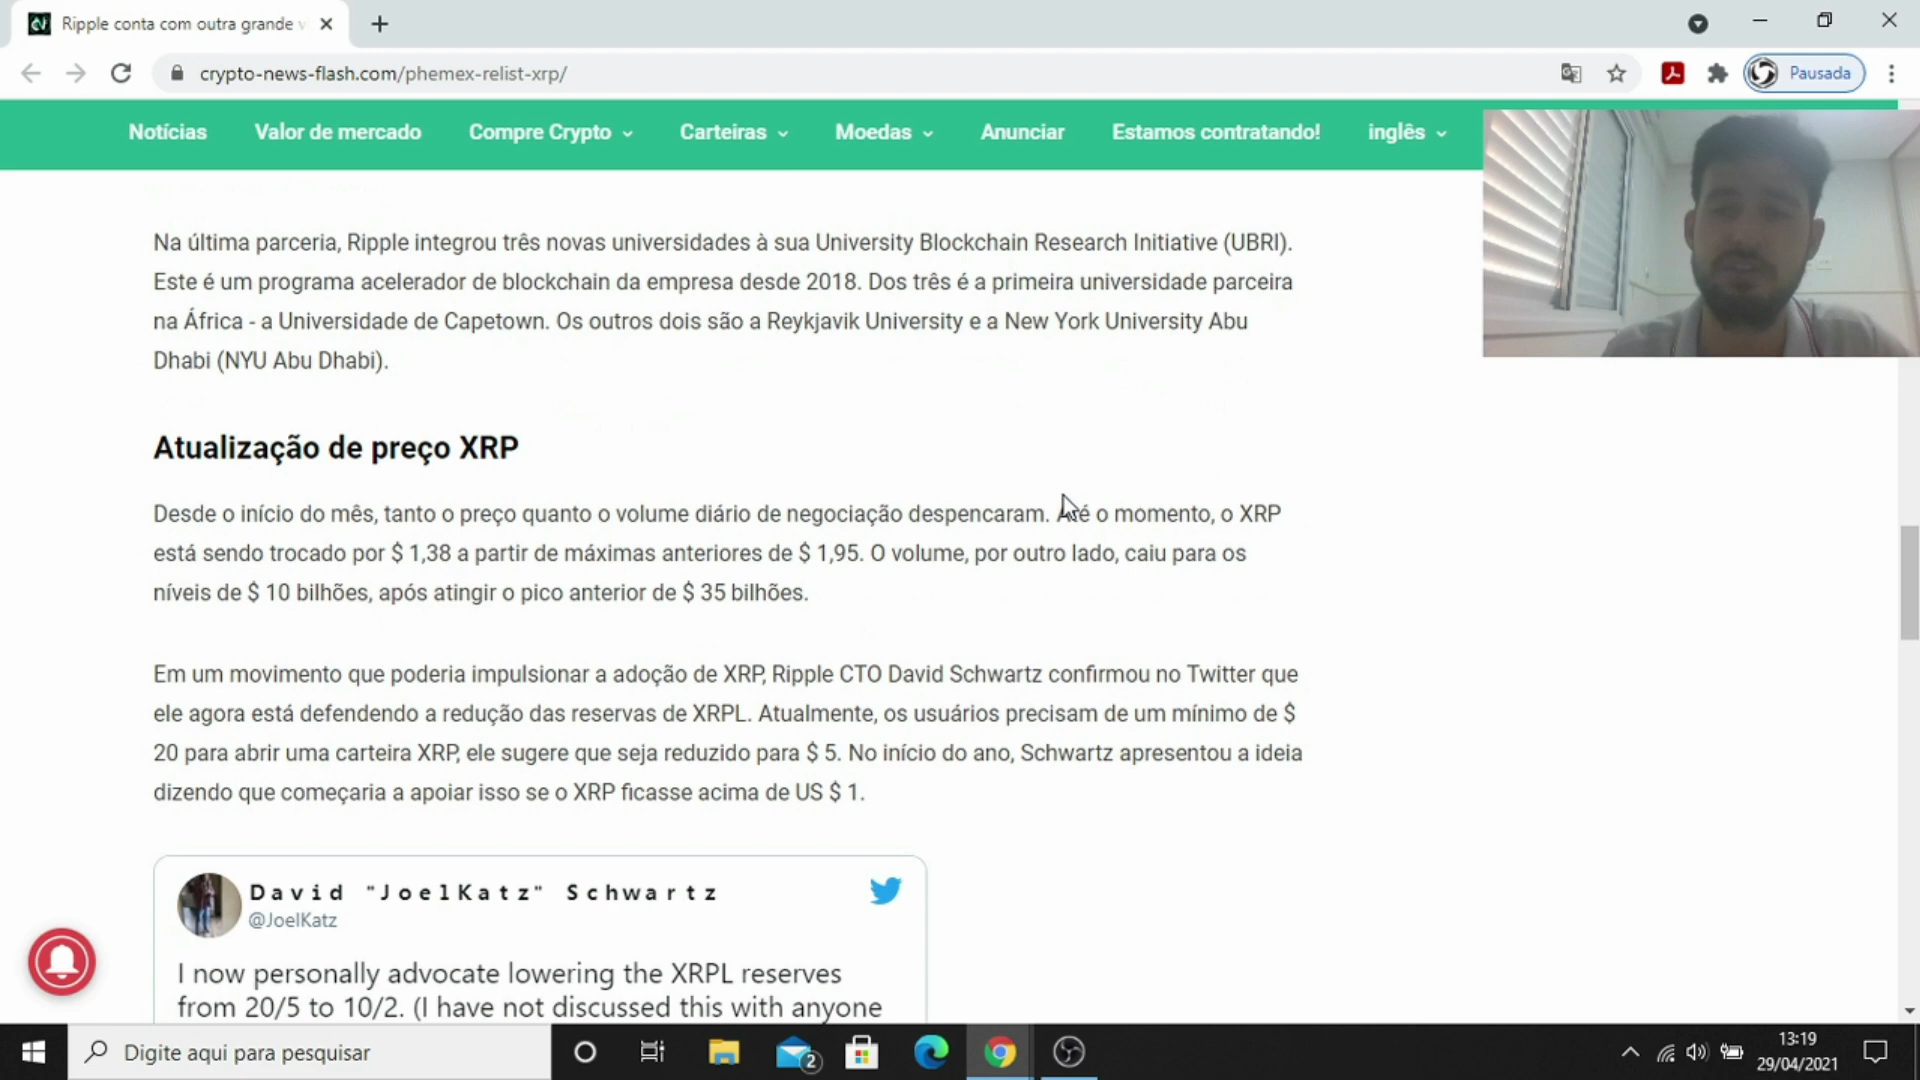 Ripple conta com outra grande v
crypto-news-flash.com/phemex-relist-xrp/
Pausada
Notícias Valor de mercado Compre Crypto Carteiras Moedas Anunciar Estamos contratando! inglês
Na última parceria, Ripple integrou três novas universidades à sua University Blockchain Research Initiative (UBRI).
Este é um programa acelerador de blockchain da empresa desde 2018. Dos três é a primeira universidade parceira
na África - a Universidade de Capetown. Os outros dois são a Reykjavik University e a New York University Abu
Dhabi (NYU Abu Dhabi).
Atualização de preço XRP
Desde o início do mês, tanto o preço quanto o volume diário de negociação despencaram. Até o momento, o XRP
está sendo trocado por $ 1,38 a partir de máximas anteriores de $ 1,95. O volume, por outro lado, caiu para os
níveis de $ 10 bilhões, após atingir o pico anterior de $ 35 bilhões.
Em um movimento que poderia impulsionar a adoção de XRP, Ripple CTO David Schwartz confirmou no Twitter que
ele agora está defendendo a redução das reservas de XRPL. Atualmente, os usuários precisam de um mínimo de $
20 para abrir uma carteira XRP, ele sugere que seja reduzido para $ 5. No início do ano, Schwartz apresentou a ideia
dizendo que começaria a apoiar isso se o XRP ficasse acima de US $ 1.
David "JoelKatz" Schwartz
@JoelKatz
I now personally advocate lowering the XRPL reserves
from 20/5 to 10/2. (I have not discussed this with anyone
Digite aqui para pesquisar
2
13:19
29/04/2021